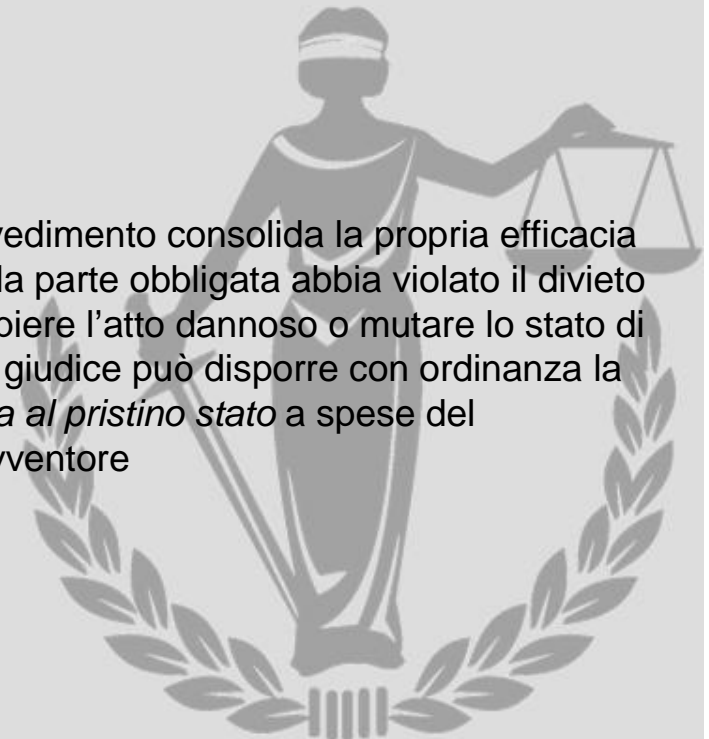 vedimento consolida la propria efficacia
la parte obbligata abbia violato il divieto
piere l’atto dannoso o mutare lo stato di
giudice può disporre con ordinanza la
a al pristino stato a spese del
vventore